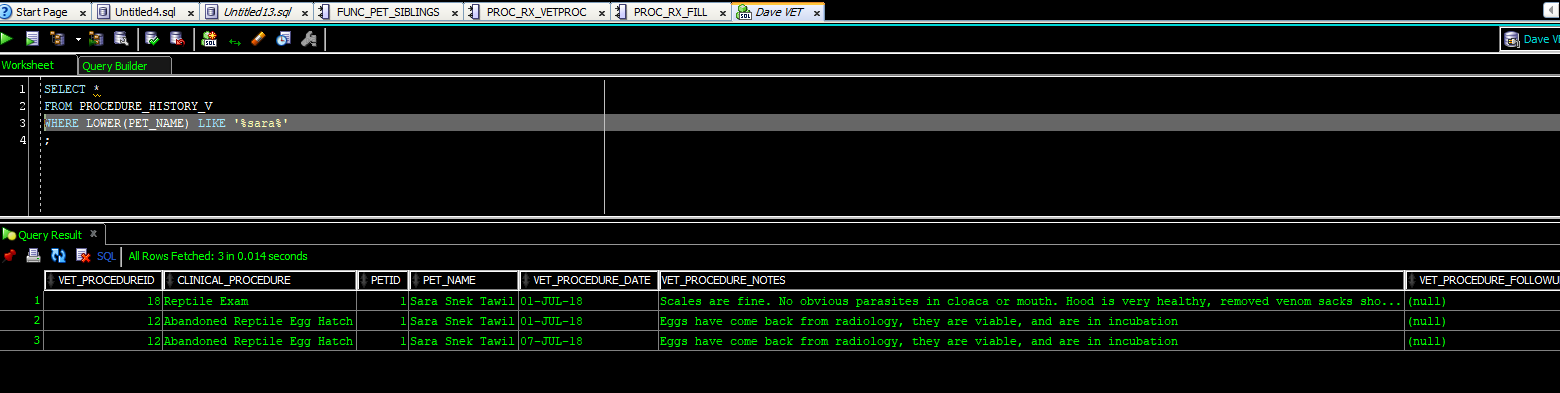 Start Page Untitled4.sql Untitled13.sql FUNC_PET_SIBLINGS PROC_RX_VETPROC PROC_RX_FILL Dave VET
SQL Dave V
Worksheet Query Builder
1 SELECT *
2 FROM PROCEDURE_HISTORY_V
3 WHERE LOWER(PET_NAME) LIKE '%sara%'
4 ;
Query Result
SQL All Rows Fetched: 3 in 0.014 seconds
VET_PROCEDUREID CLINICAL_PROCEDURE PETID PET_NAME VET_PROCEDURE_DATE VET_PROCEDURE_NOTES VET_PROCEDURE_FOLLOWU
1 18 Reptile Exam 1 Sara Snek Tawil 01-JUL-18 Scales are fine. No obvious parasites in cloaca or mouth. Hood is very healthy, removed venom sacks sho... (null)
2 12 Abandoned Reptile Egg Hatch 1 Sara Snek Tawil 01-JUL-18 Eggs have come back from radiology, they are viable, and are in incubation (null)
3 12 Abandoned Reptile Egg Hatch 1 Sara Snek Tawil 07-JUL-18 Eggs have come back from radiology, they are viable, and are in incubation (null)